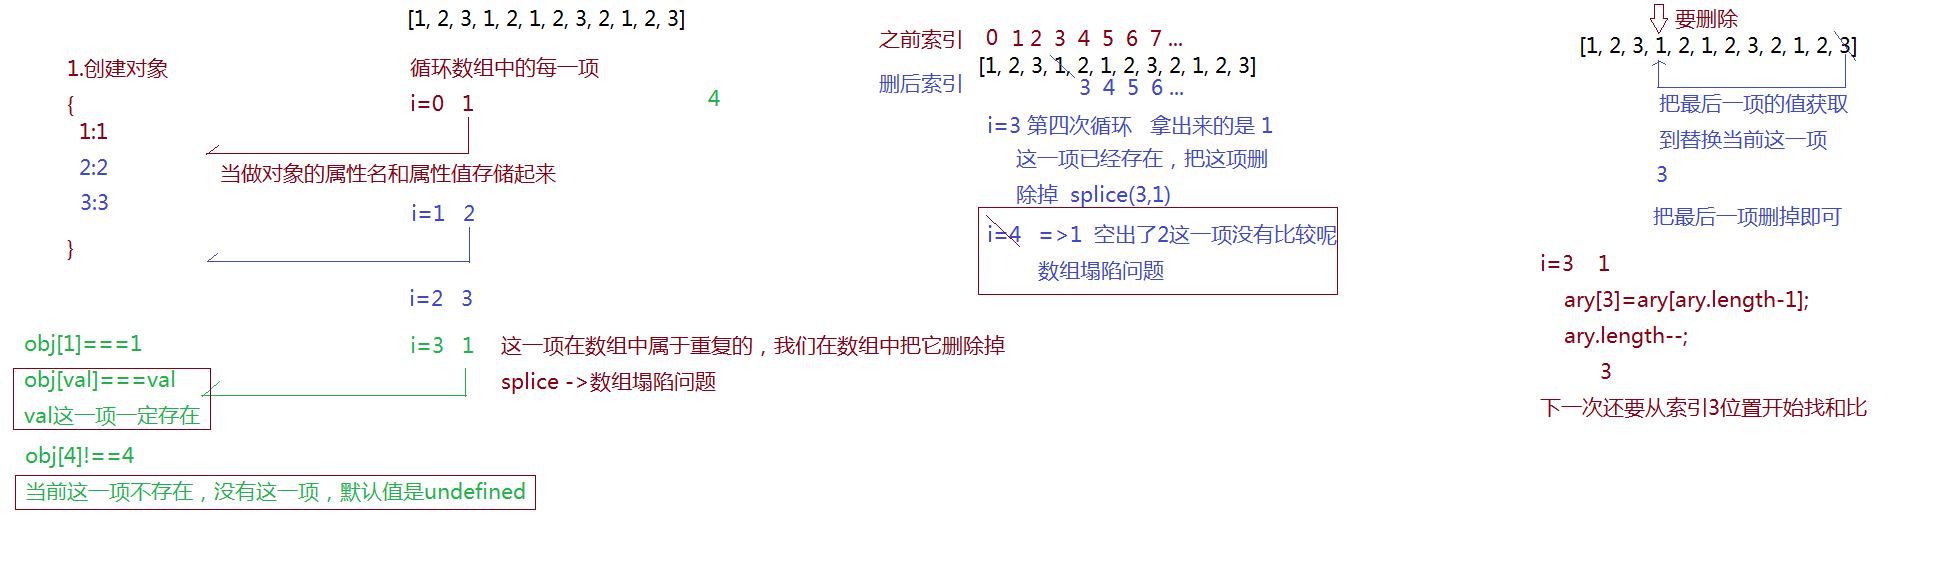 [1, 2, 3, 1, 2, 1, 2, 3, 2, 1, 2, 3]
1.创建对象
{
1:1
2:2
3:3
}
循环数组中的每一项
i=0 1
4
当做对象的属性名和属性值存储起来
i=1 2
i=2 3
i=3 1 这一项在数组中属于重复的，我们在数组中把它删除掉
splice ->数组塌陷问题
obj[1]===1
obj[val]===val
val这一项一定存在
obj[4]!==4
当前这一项不存在，没有这一项，默认值是undefined
之前索引 0 1 2 3 4 5 6 7 ...
[1, 2, 3, 1, 2, 1, 2, 3, 2, 1, 2, 3]
删后索引 3 4 5 6 ...
i=3 第四次循环 拿出来的是 1
这一项已经存在，把这项删
除掉 splice(3,1)
i=4 =>1 空出了2这一项没有比较呢
数组塌陷问题
要删除
[1, 2, 3, 1, 2, 1, 2, 3, 2, 1, 2, 3]
把最后一项的值获取
到替换当前这一项
3
把最后一项删掉即可
i=3 1
ary[3]=ary[ary.length-1];
ary.length--;
3
下一次还要从索引3位置开始找和比